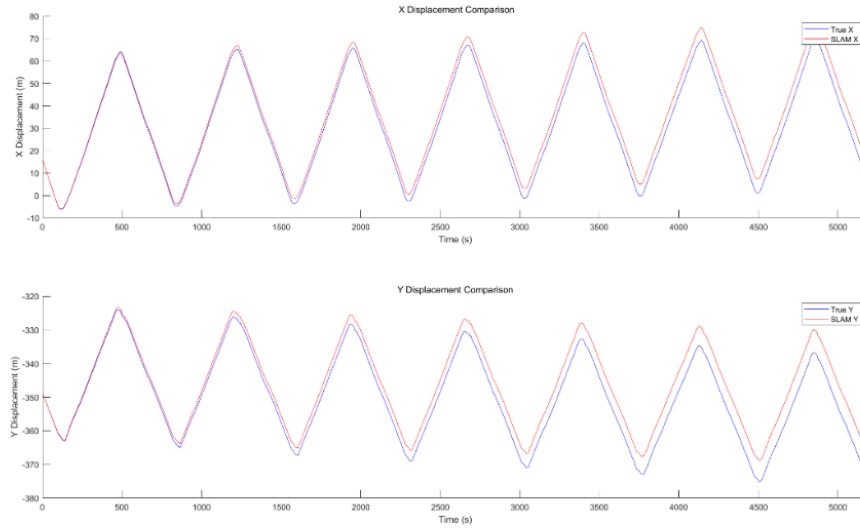 X Displacement Comparison
80
70
60
50
40
30
20
10
0
-10
X Displacement (m)
True X
SLAM X
0 500 1000 1500 2000 2500 3000 3500 4000 4500 5000
Time (s)
Y Displacement Comparison
-320
-330
-340
-350
-360
-370
-380
Y Displacement (m)
True Y
SLAM Y
0 500 1000 1500 2000 2500 3000 3500 4000 4500 5000
Time (s)